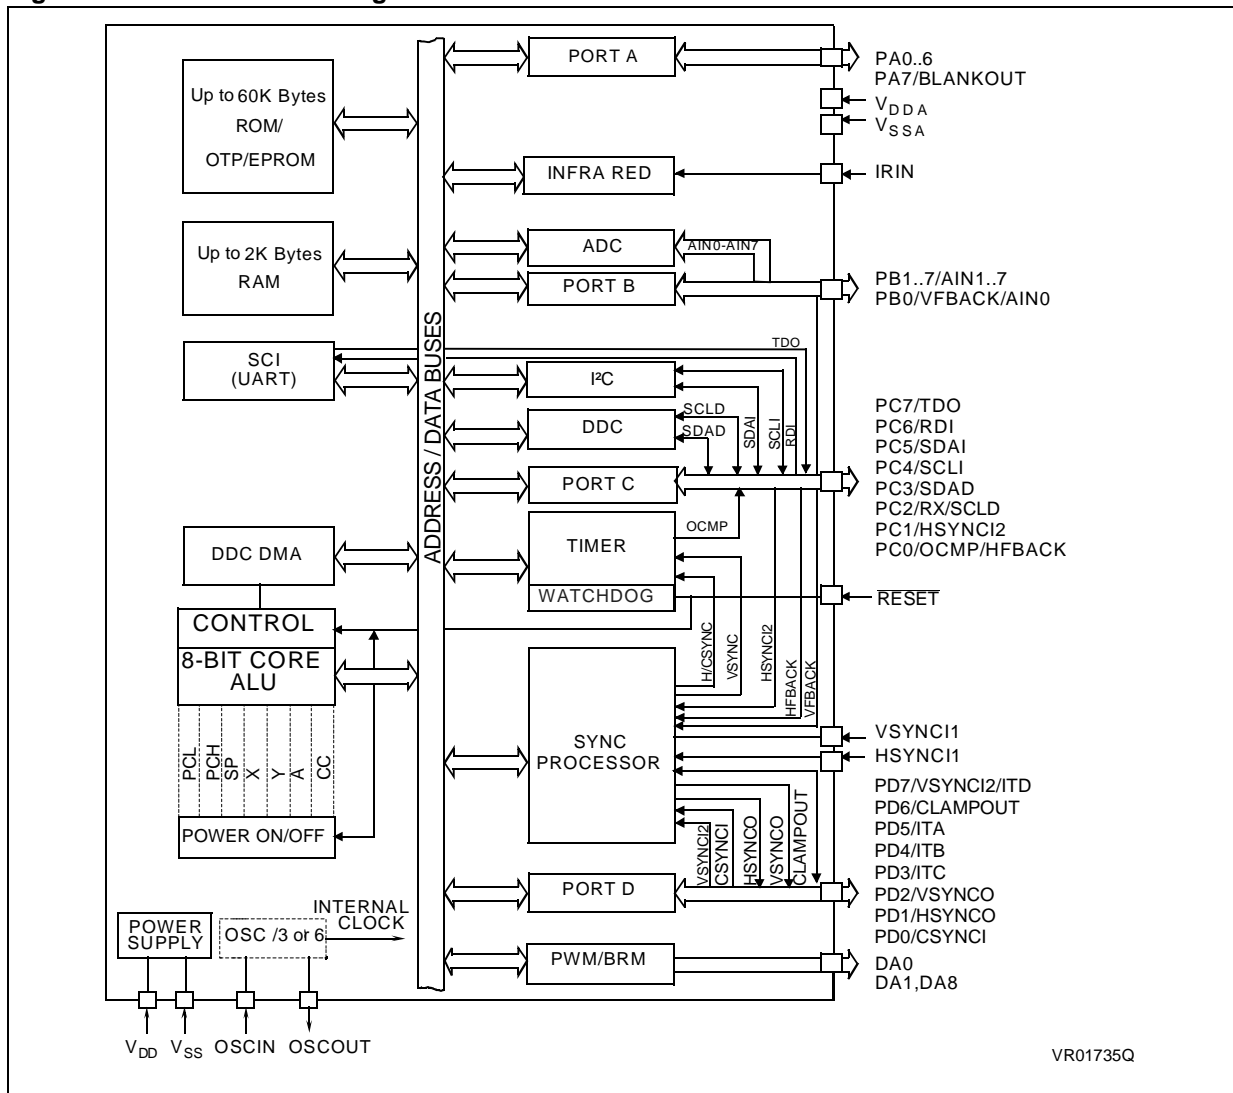 PORT A
PA0..6
PA7/BLANKOUT
VDDA
VSSA
Up to 60K Bytes
ROM/
OTP/EPROM
INFRA RED
IRIN
Up to 2K Bytes
RAM
ADC
AIN0-AIN7
PORT B
PB1..7/AIN1..7
PB0/VFBACK/AIN0
ADDRESS / DATA BUSES
SCI
(UART)
TDO
I²C
DDC
SCLD
SDAD
SDAI
SCLI
RDI
PORT C
PC7/TDO
PC6/RDI
PC5/SDAI
PC4/SCLI
PC3/SDAD
PC2/RX/SCLD
PC1/HSYNCI2
PC0/OCMP/HFBACK
OCMP
DDC DMA
TIMER
WATCHDOG
RESET
CONTROL
8-BIT CORE
ALU
H/CSYNC
VSYNC
HSYNCI2
HFBACK
VFBACK
PCL
PCH
SP
X
Y
A
CC
POWER ON/OFF
SYNC
PROCESSOR
VSYNCI1
HSYNCI1
VSYNCI2
CSYNCI
HSYNCO
VSYNCO
CLAMPOUT
PD7/VSYNCI2/ITD
PD6/CLAMPOUT
PD5/ITA
PD4/ITB
PD3/ITC
PD2/VSYNCO
PD1/HSYNCO
PD0/CSYNCI
PORT D
POWER
SUPPLY
OSC /3 or 6
INTERNAL
CLOCK
PWM/BRM
DA0
DA1,DA8
VDD
VSS
OSCIN
OSCOUT
VR01735Q